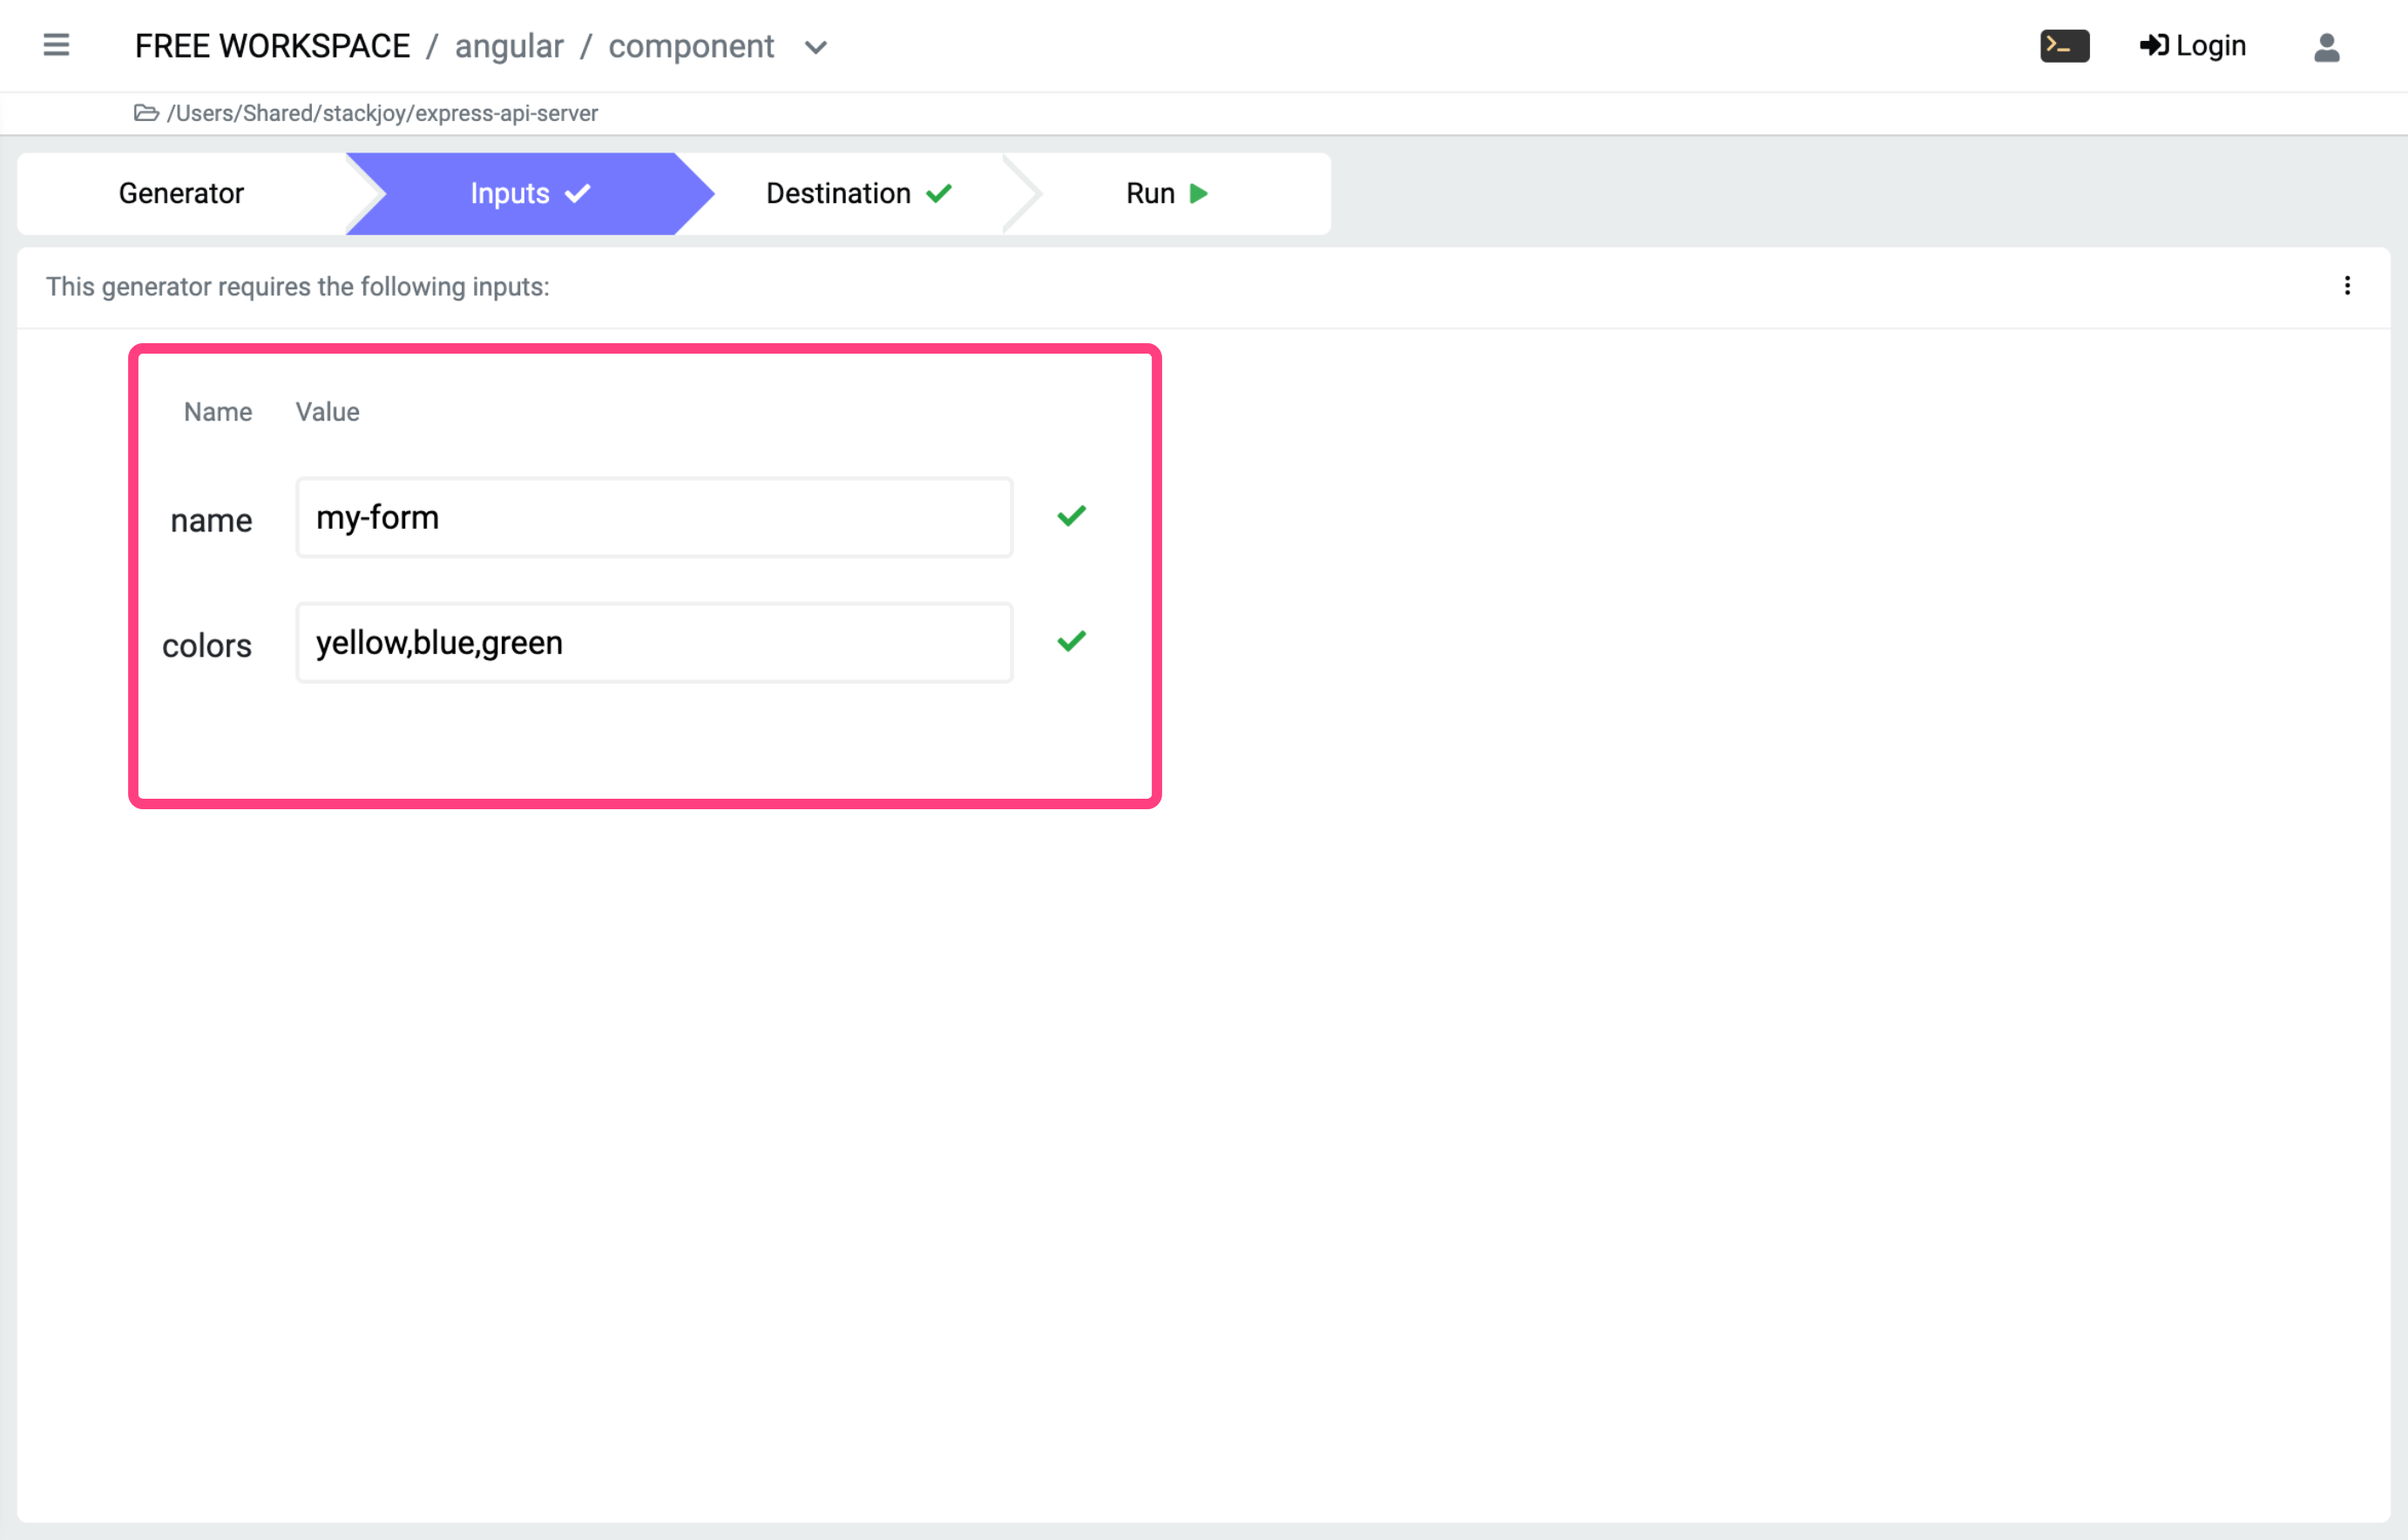 FREE WORKSPACE / angular / component
Login
/Users/Shared/stackjoy/express-api-server
Generator
Inputs
Destination
Run
This generator requires the following inputs:
Name Value
name my-form
colors yellow,blue,green